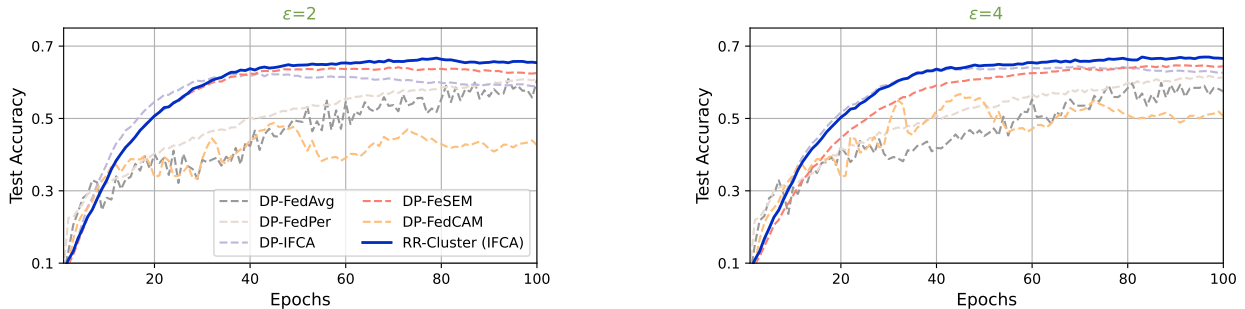 ε=2
Test Accuracy
0.7
0.5
0.3
0.1
20
40
60
80
100
Epochs
DP-FedAvg
DP-FedPer
DP-IFCA
DP-FeSEM
DP-FedCAM
RR-Cluster (IFCA)
ε=4
Test Accuracy
0.7
0.5
0.3
0.1
20
40
60
80
100
Epochs